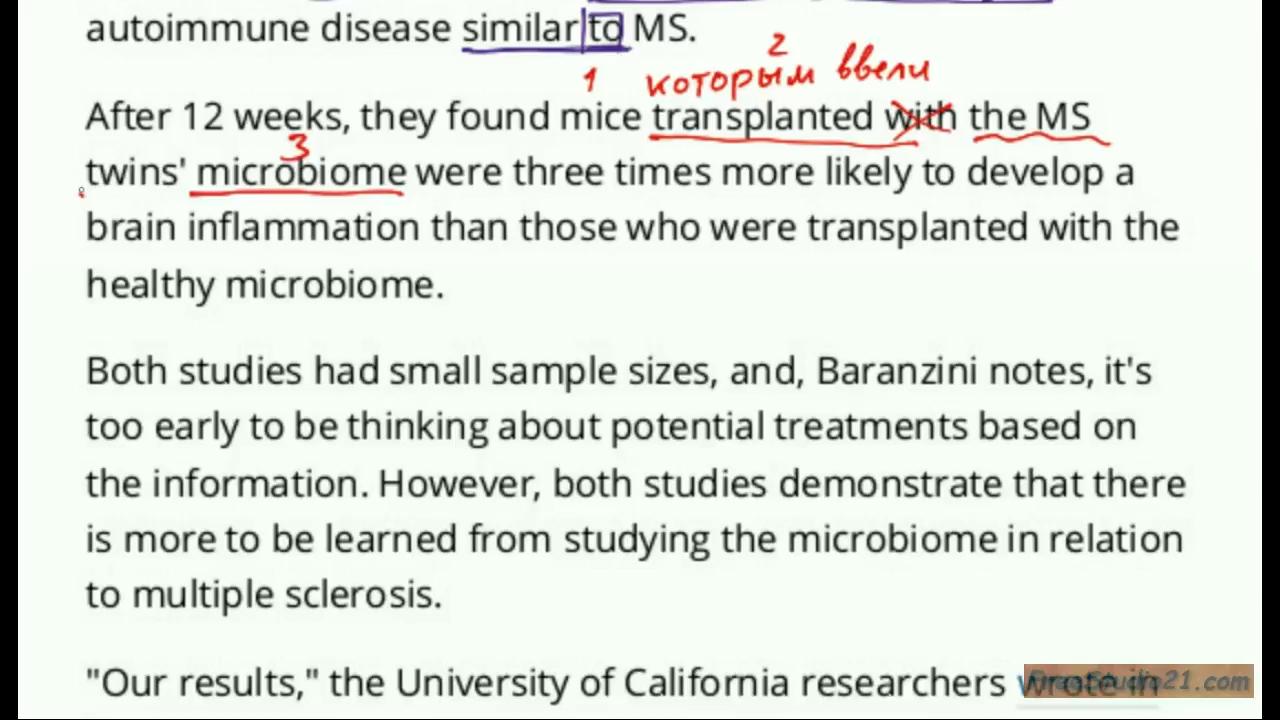 autoimmune disease similar to MS.
1 2
которым ввели
After 12 weeks, they found mice transplanted with the MS
3
twins' microbiome were three times more likely to develop a
brain inflammation than those who were transplanted with the
healthy microbiome.
Both studies had small sample sizes, and, Baranzini notes, it's
too early to be thinking about potential treatments based on
the information. However, both studies demonstrate that there
is more to be learned from studying the microbiome in relation
to multiple sclerosis.
"Our results," the University of California researchers wrote in
FreeStudio21.com